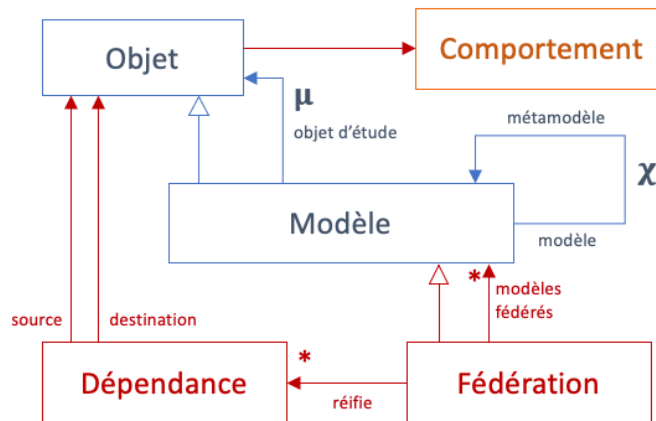 Objet
Comportement
μ
objet d'étude
métamodèle
χ
Modèle
modèle
*
modèles
fédérés
source
destination
*
Dépendance
réifie
Fédération